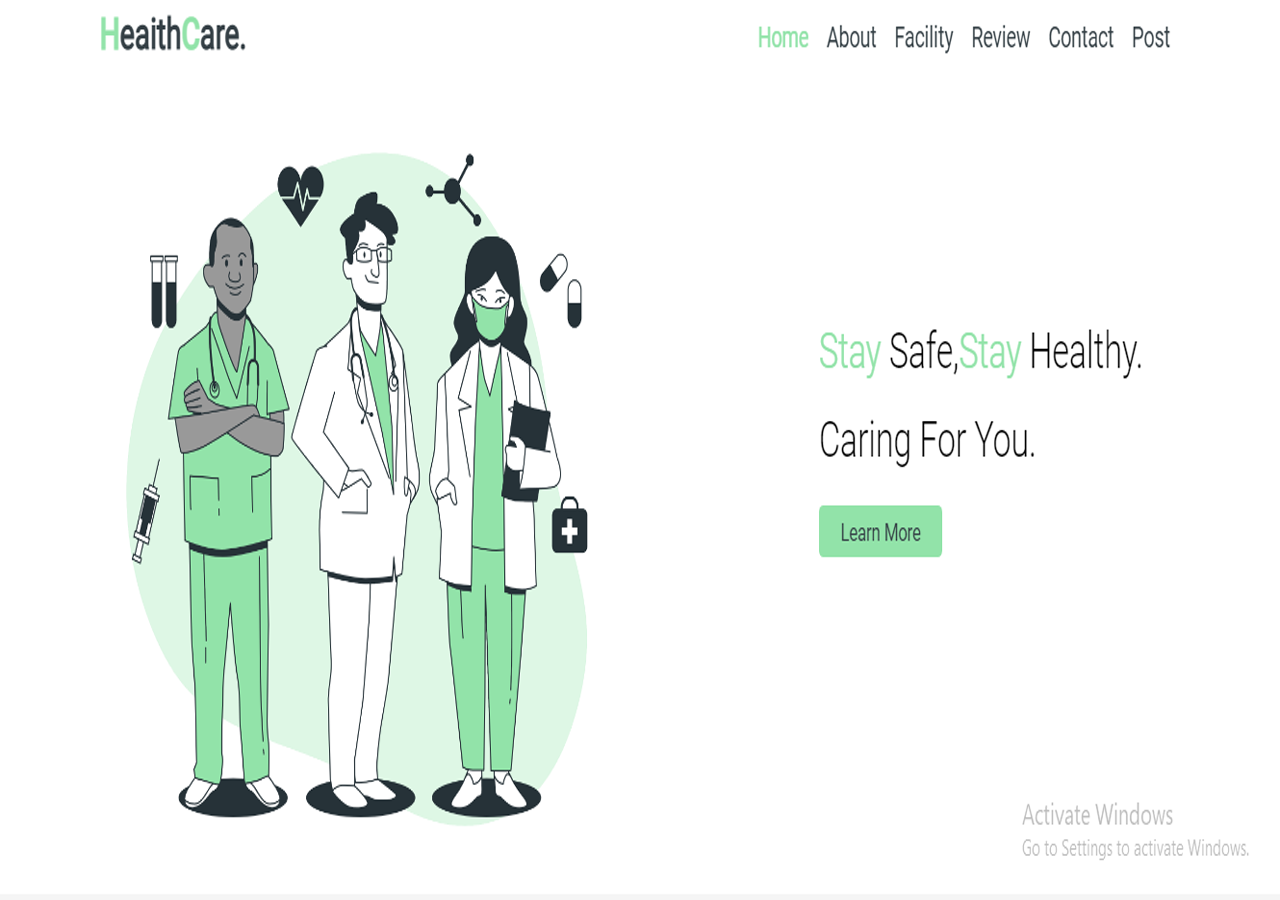 HeaithCare.
Home About Facility Review Contact Post
Stay Safe,Stay Healthy.
Caring For You.
Learn More
Activate Windows
Go to Settings to activate Windows.